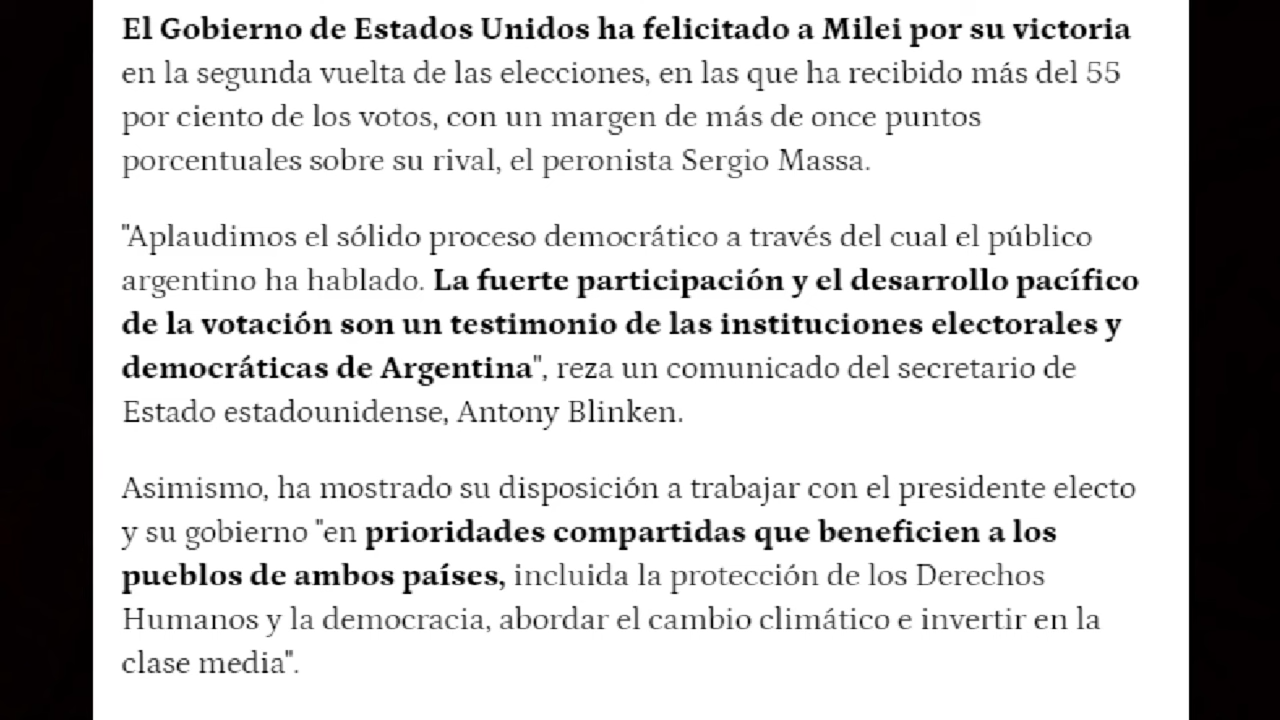 El Gobierno de Estados Unidos ha felicitado a Milei por su victoria
en la segunda vuelta de las elecciones, en las que ha recibido más del 55
por ciento de los votos, con un margen de más de once puntos
porcentuales sobre su rival, el peronista Sergio Massa.
"Aplaudimos el sólido proceso democrático a través del cual el público
argentino ha hablado. La fuerte participación y el desarrollo pacífico
de la votación son un testimonio de las instituciones electorales y
democráticas de Argentina", reza un comunicado del secretario de
Estado estadounidense, Antony Blinken.
Asimismo, ha mostrado su disposición a trabajar con el presidente electo
y su gobierno "en prioridades compartidas que beneficien a los
pueblos de ambos países, incluida la protección de los Derechos
Humanos y la democracia, abordar el cambio climático e invertir en la
clase media".